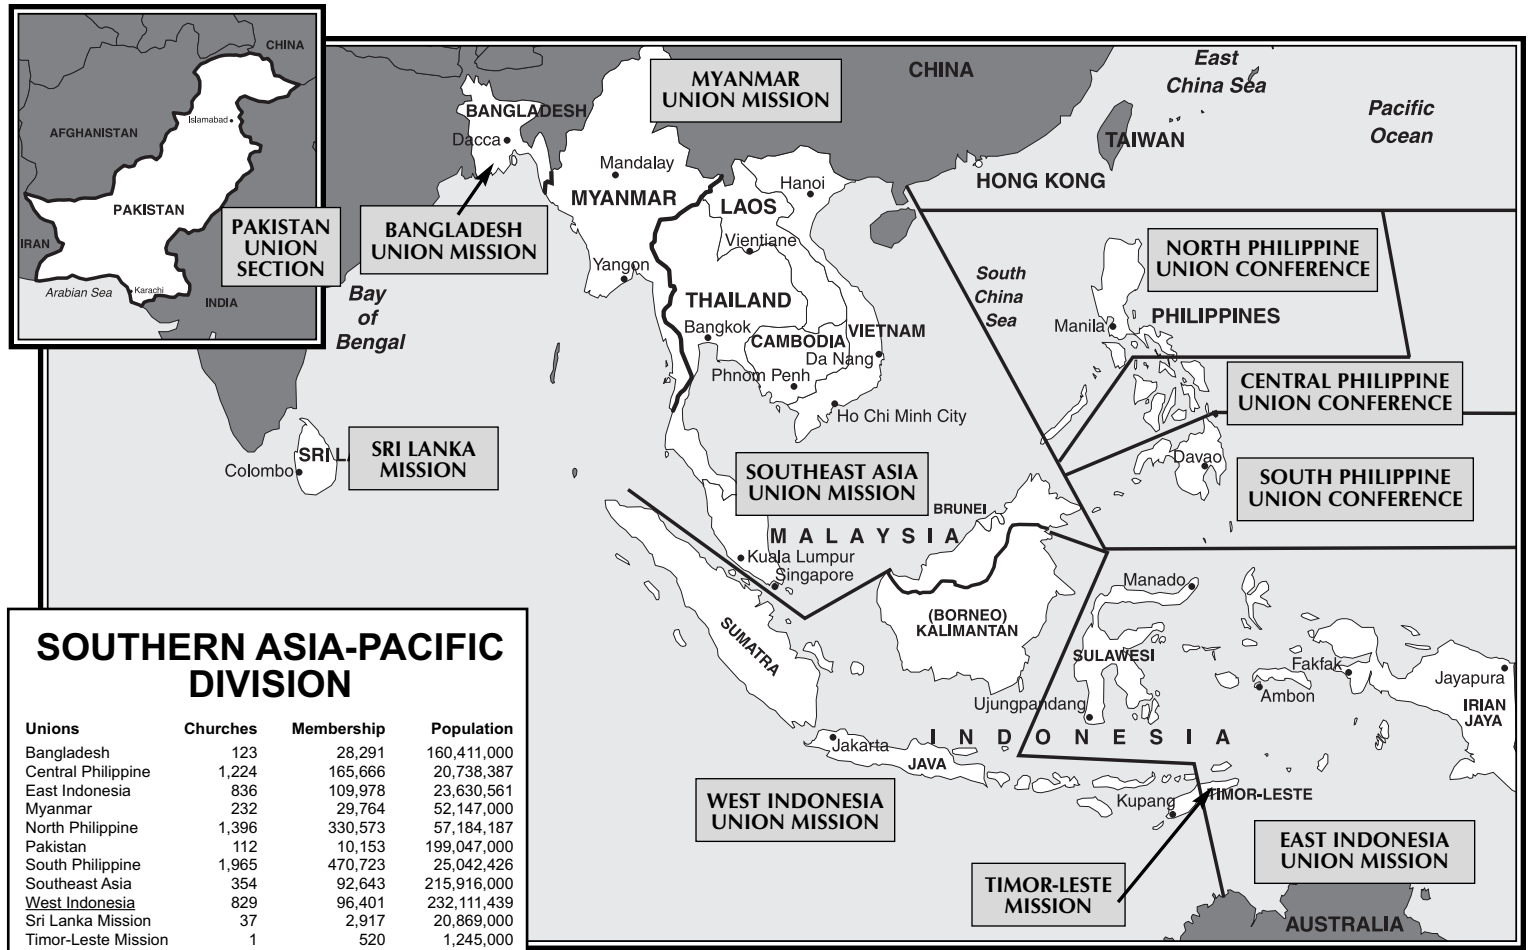 CHINA
AFGHANISTAN
Islamabad
PAKISTAN
IRAN
Arabian Sea
Karachi
INDIA
PAKISTAN
UNION
SECTION
BANGLADESH
Dacca
BANGLADESH
UNION MISSION
Bay
of
Bengal
MYANMAR
UNION MISSION
CHINA
East
China Sea
Pacific
Ocean
TAIWAN
HONG KONG
Mandalay
MYANMAR
Yangon
Hanoi
LAOS
Vientiane
THAILAND
Bangkok
CAMBODIA
VIETNAM
Da Nang
Phnom Penh
Ho Chi Minh City
South
China
Sea
NORTH PHILIPPINE
UNION CONFERENCE
Manila
PHILIPPINES
CENTRAL PHILIPPINE
UNION CONFERENCE
Davao
SOUTH PHILIPPINE
UNION CONFERENCE
Colombo
SRI L
SRI LANKA
MISSION
SOUTHEAST ASIA
UNION MISSION
BRUNEI
MALAYSIA
Kuala Lumpur
Singapore
(BORNEO)
KALIMANTAN
SUMATRA
Manado
SULAWESI
Ujungpandang
Fakfak
Ambon
Jayapura
IRIAN
JAYA
INDONESIA
Jakarta
JAVA
Kupang
TIMOR-LESTE
WEST INDONESIA
UNION MISSION
EAST INDONESIA
UNION MISSION
TIMOR-LESTE
MISSION
AUSTRALIA
SOUTHERN ASIA-PACIFIC
DIVISION
Unions Churches Membership Population
Bangladesh 123 28,291 160,411,000
Central Philippine 1,224 165,666 20,738,387
East Indonesia 836 109,978 23,630,561
Myanmar 232 29,764 52,147,000
North Philippine 1,396 330,573 57,184,187
Pakistan 112 10,153 199,047,000
South Philippine 1,965 470,723 25,042,426
Southeast Asia 354 92,643 215,916,000
West Indonesia 829 96,401 232,111,439
Sri Lanka Mission 37 2,917 20,869,000
Timor-Leste Mission 1 520 1,245,000